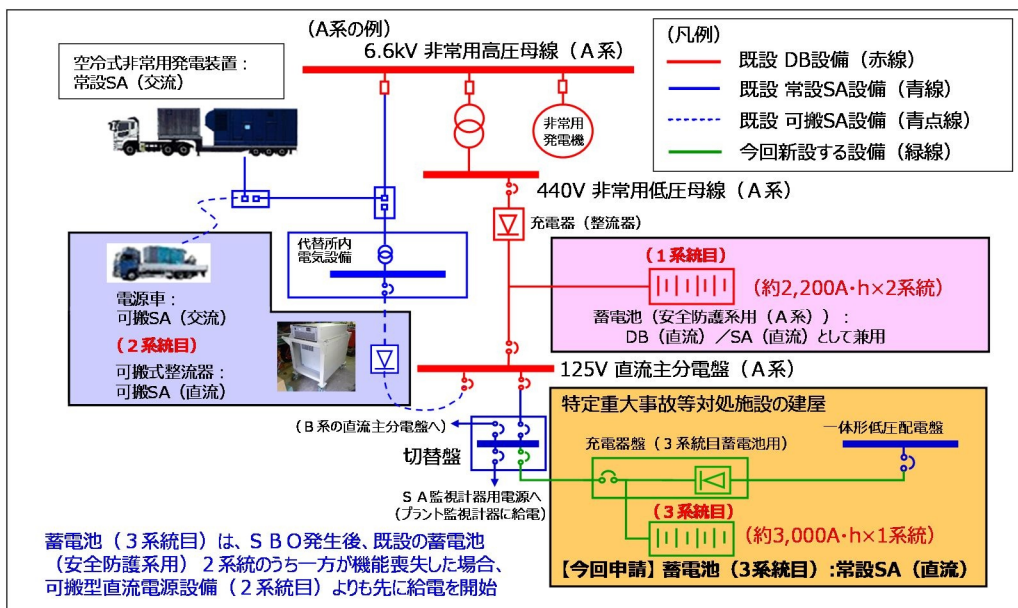 (A系の例)
6.6kV 非常用高圧母線（A系）
空冷式非常用発電装置：
常設SA（交流）
(凡例)
既設 DB設備（赤線）
既設 常設SA設備（青線）
既設 可搬SA設備（青点線）
今回新設する設備（緑線）
非常用
発電機
440V 非常用低圧母線（A系）
充電器（整流器）
代替所内
電気設備
電源車：
可搬SA（交流）
(２系統目)
可搬式整流器：
可搬SA（直流）
(１系統目)
(約2,200A・h×2系統)
蓄電池（安全防護系用（A系））：
DB（直流）／SA（直流）として兼用
125V 直流主分電盤（A系）
(B系の直流主分電盤へ)
切替盤
ＳＡ監視計器用電源へ
(プラント監視計器に給電)
特定重大事故等対処施設の建屋
一体形低圧配電盤
充電器盤（3系統目蓄電池用）
(３系統目)
(約3,000A・h×1系統)
【今回申請】蓄電池（3系統目）：常設SA（直流）
蓄電池（3系統目）は、ＳＢＯ発生後、既設の蓄電池
（安全防護系用）２系統のうち一方が機能喪失した場合、
可搬型直流電源設備（２系統目）よりも先に給電を開始